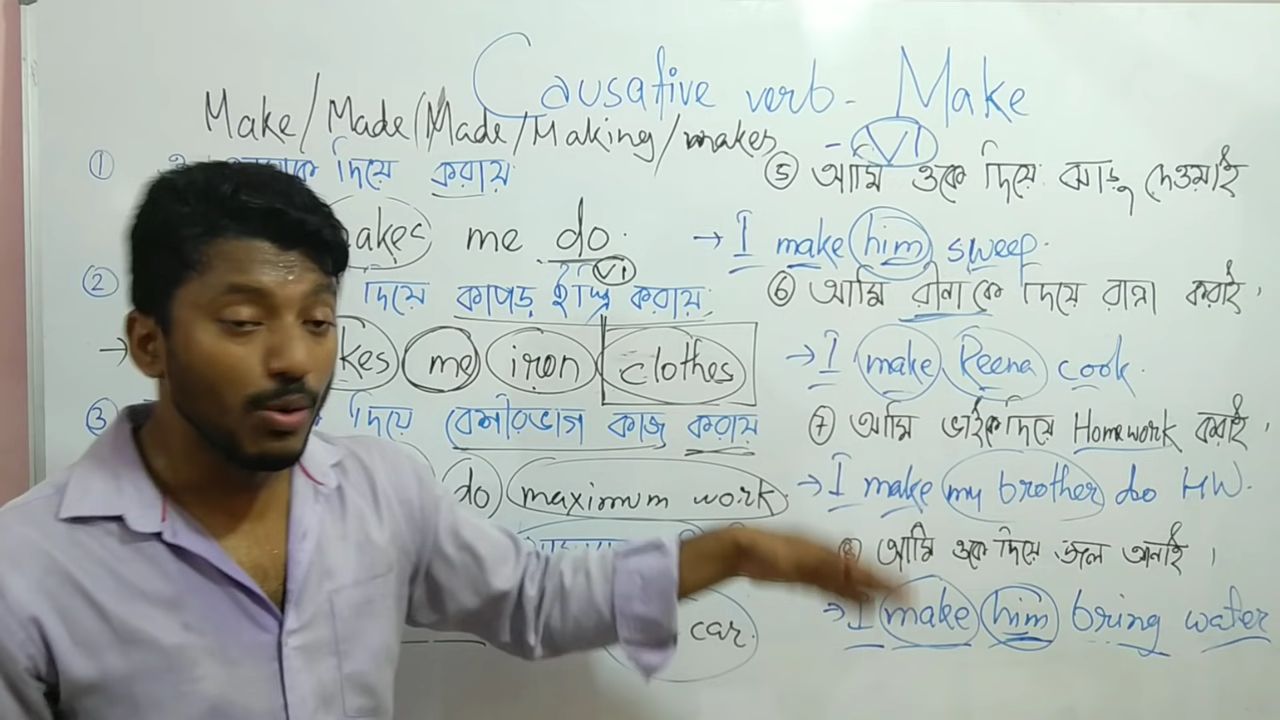 Causative verb - Make
Make/Made/Made/Making/makes
- V1
① দিয়ে করায়
makes me do.
V1
② দিয়ে কাপড় ইস্ত্রি করায়
→ kes me iron clothes
③ দিয়ে বেশীরভাগ কাজ করায়
do maximum work
car.
⑤ আমি ওকে দিয়ে ঝাড়ু দেওয়াই
→ I make him sweep.
⑥ আমি রীনাকে দিয়ে রান্না করাই,
→ I make Reena cook.
⑦ আমি ভাইকে দিয়ে Homework করাই,
→ I make my brother do HW.
⑧ আমি ওকে দিয়ে জল আনাই ।
→ I make him bring water